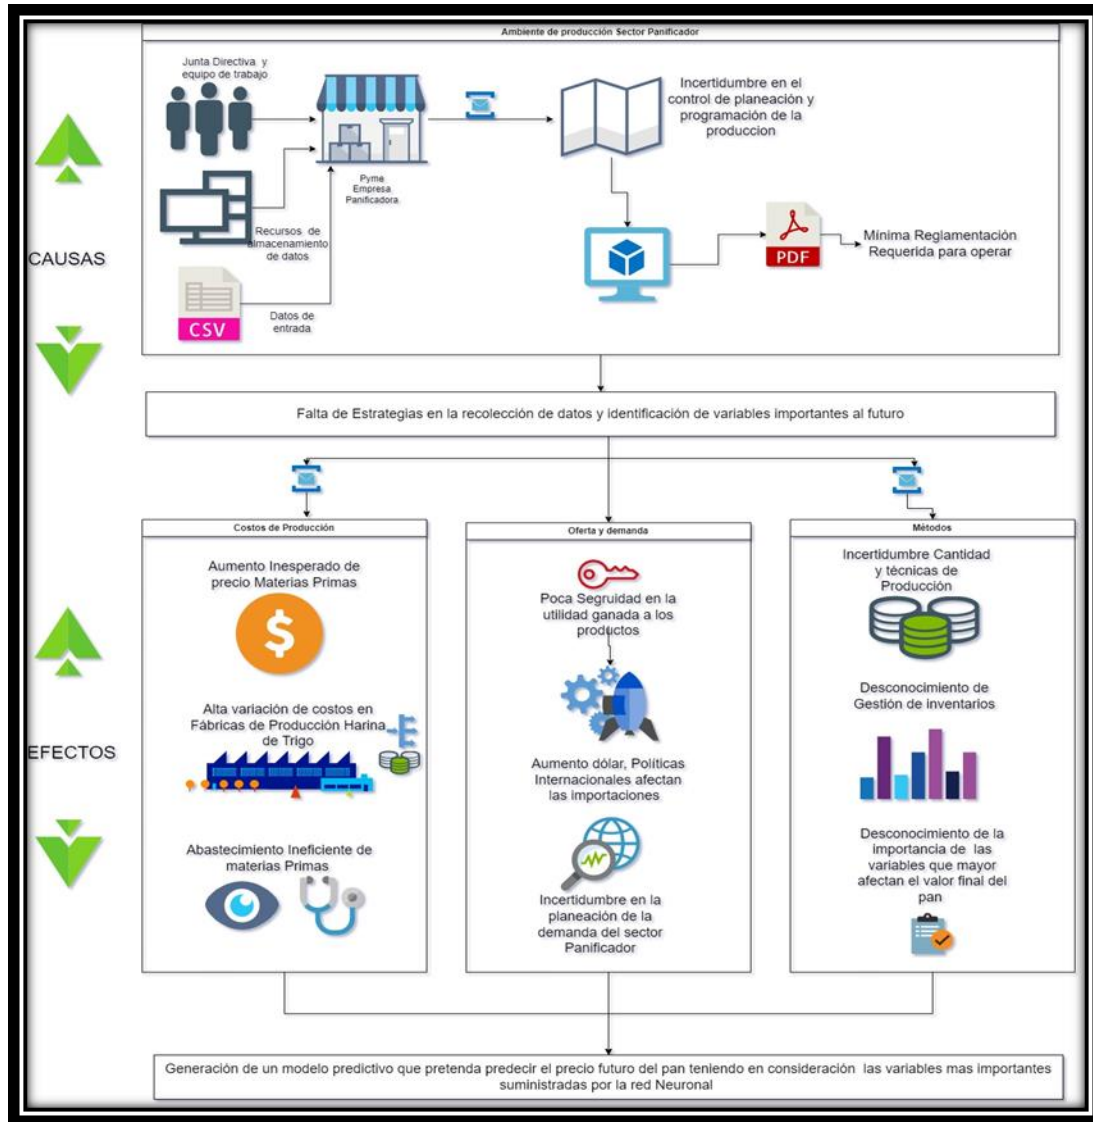 Ambiente de producción Sector Panificador
Junta Directiva y
equipo de trabajo
Pyme
Empresa
Panificadora
Incertidumbre en el
control de planeación y
programación de la
produccion
Recursos de
almacenamiento
de datos
CSV
Datos de
entrada
PDF
Mínima Reglamentación
Requerida para operar
CAUSAS
Falta de Estrategias en la recolección de datos y identificación de variables importantes al futuro
EFECTOS
Costos de Producción
Aumento Inesperado de
precio Materias Primas
$
Alta variación de costos en
Fábricas de Producción Harina
de Trigo
Abastecimiento Ineficiente de
materias Primas
Oferta y demanda
Poca Segruidad en la
utilidad ganada a los
productos
Aumento dólar, Políticas
Internacionales afectan
las importaciones
Incertidumbre en la
planeación de la
demanda del sector
Panificador
Métodos
Incertidumbre Cantidad
y técnicas de
Producción
Desconocimiento de
Gestión de inventarios
Desconocimiento de la
importancia de las
variables que mayor
afectan el valor final del
pan
Generación de un modelo predictivo que pretenda predecir el precio futuro del pan teniendo en consideración las variables mas importantes
suministradas por la red Neuronal